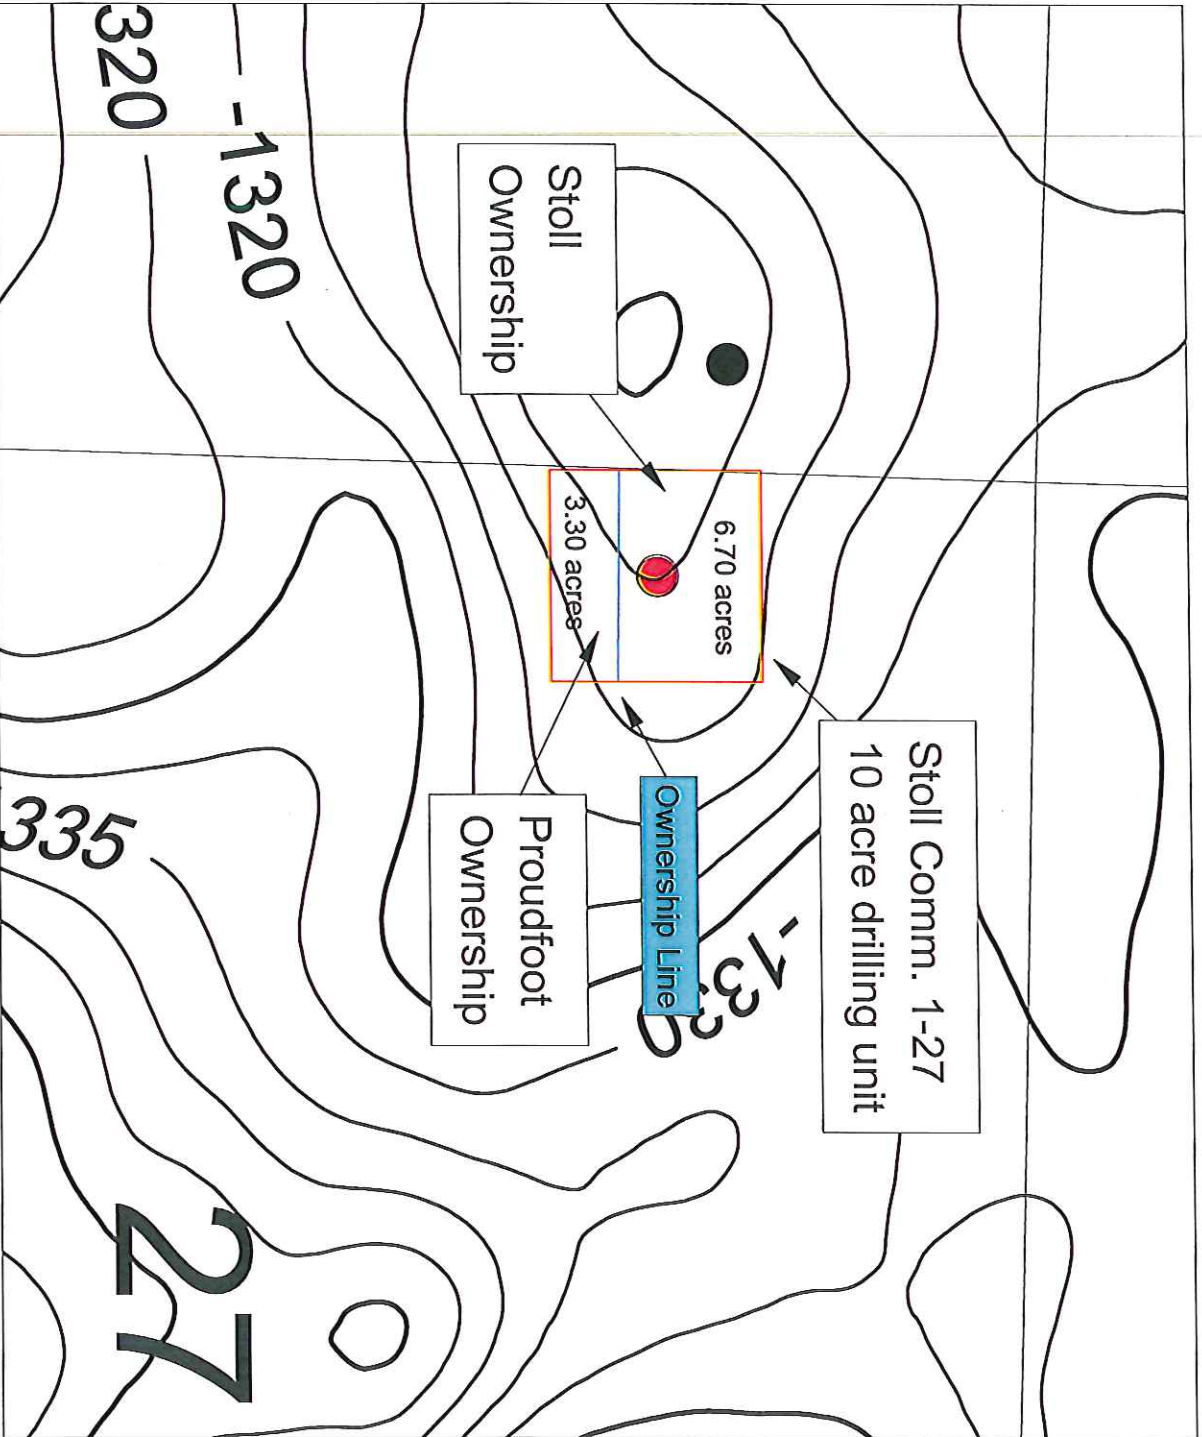 Stoll Comm. 1-27
10 acre drilling unit
6.70 acres
Stoll
Ownership
3.30 acres
Ownership Line
Proudfoot
Ownership
-1330
-1320
320
335
27